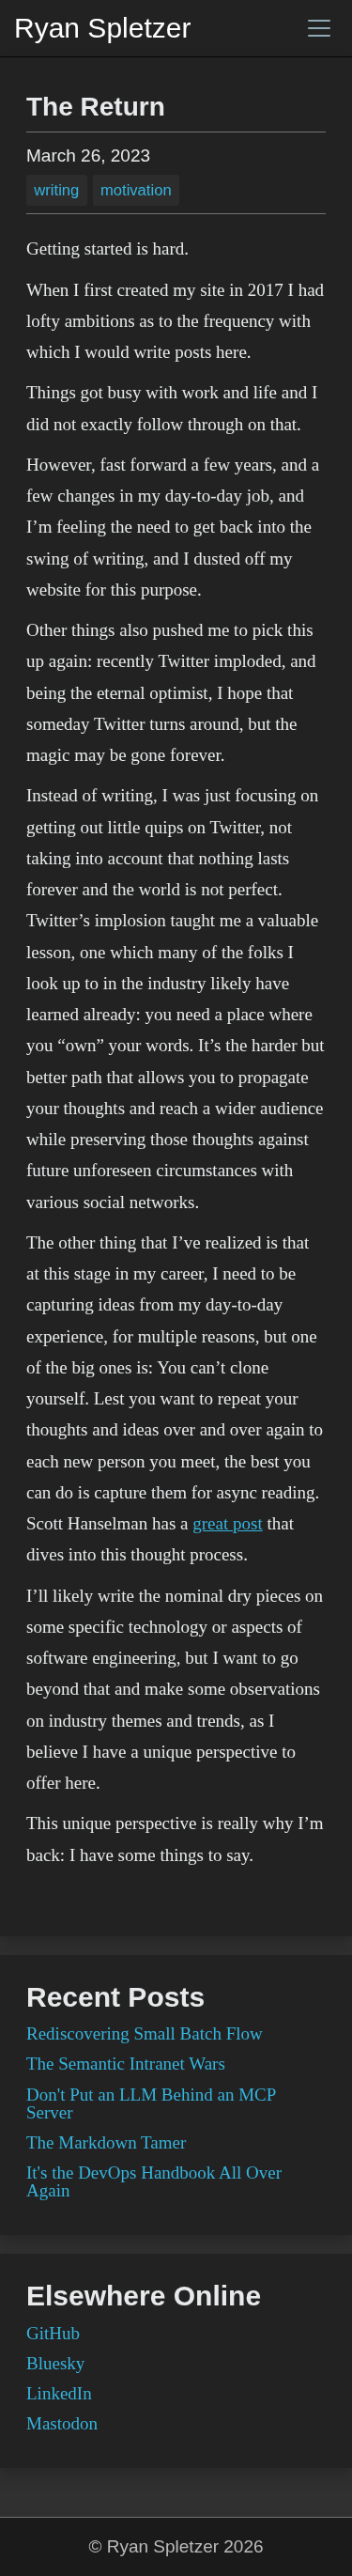 Ryan Spletzer
The Return
March 26, 2023
writing motivation
Getting started is hard.
When I first created my site in 2017 I had
lofty ambitions as to the frequency with
which I would write posts here.
Things got busy with work and life and I
did not exactly follow through on that.
However, fast forward a few years, and a
few changes in my day-to-day job, and
I’m feeling the need to get back into the
swing of writing, and I dusted off my
website for this purpose.
Other things also pushed me to pick this
up again: recently Twitter imploded, and
being the eternal optimist, I hope that
someday Twitter turns around, but the
magic may be gone forever.
Instead of writing, I was just focusing on
getting out little quips on Twitter, not
taking into account that nothing lasts
forever and the world is not perfect.
Twitter’s implosion taught me a valuable
lesson, one which many of the folks I
look up to in the industry likely have
learned already: you need a place where
you “own” your words. It’s the harder but
better path that allows you to propagate
your thoughts and reach a wider audience
while preserving those thoughts against
future unforeseen circumstances with
various social networks.
The other thing that I’ve realized is that
at this stage in my career, I need to be
capturing ideas from my day-to-day
experience, for multiple reasons, but one
of the big ones is: You can’t clone
yourself. Lest you want to repeat your
thoughts and ideas over and over again to
each new person you meet, the best you
can do is capture them for async reading.
Scott Hanselman has a great post that
dives into this thought process.
I’ll likely write the nominal dry pieces on
some specific technology or aspects of
software engineering, but I want to go
beyond that and make some observations
on industry themes and trends, as I
believe I have a unique perspective to
offer here.
This unique perspective is really why I’m
back: I have some things to say.
Recent Posts
Rediscovering Small Batch Flow
The Semantic Intranet Wars
Don't Put an LLM Behind an MCP
Server
The Markdown Tamer
It's the DevOps Handbook All Over
Again
Elsewhere Online
GitHub
Bluesky
LinkedIn
Mastodon
© Ryan Spletzer 2026